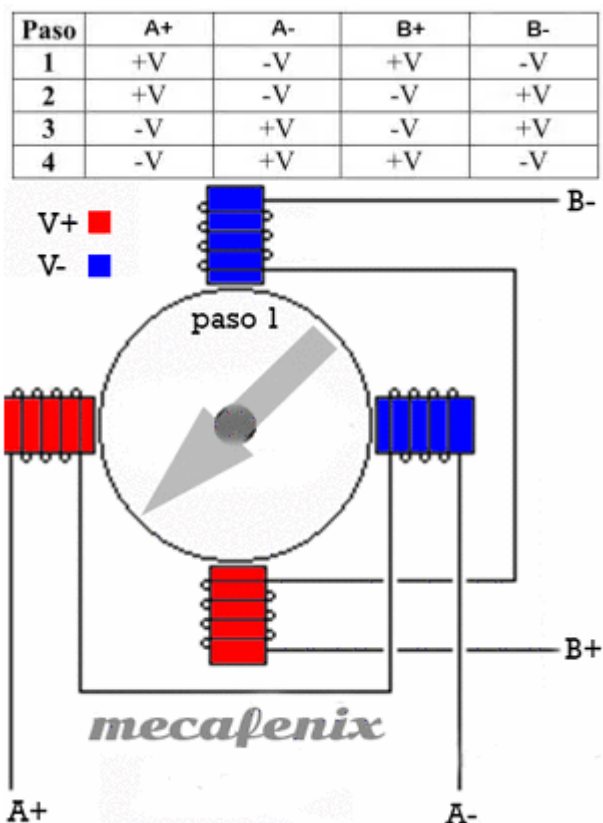 Paso A+ A- B+ B-
1 +V -V +V -V
2 +V -V -V +V
3 -V +V -V +V
4 -V +V +V -V
B-
V+
V-
paso 1
B+
mecafenix
A+ A-